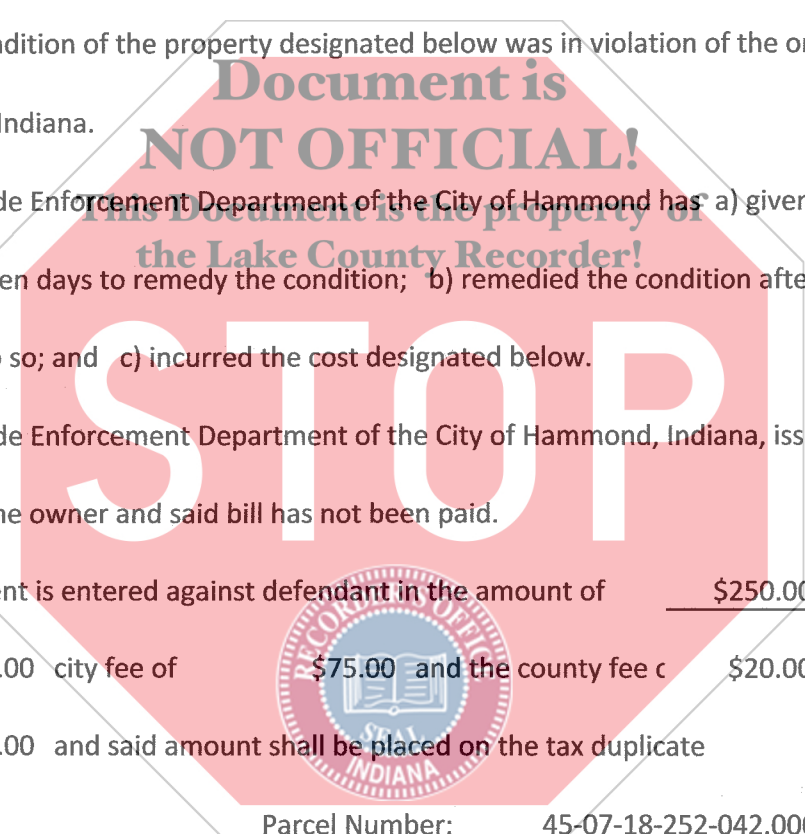 ndition of the property designated below was in violation of the or
Document is
Indiana.
NOT OFFICIAL!
de Enforcement Department of the City of Hammond has a) given
This Document is the property of
the Lake County Recorder!
en days to remedy the condition; b) remedied the condition afte
so; and c) incurred the cost designated below.
STOP
de Enforcement Department of the City of Hammond, Indiana, iss
ne owner and said bill has not been paid.
ent is entered against defendant in the amount of $250.00
RECORDER'S OFFICE
.00 city fee of $75.00 and the county fee c $20.00
SEAL
.00 and said amount shall be placed on the tax duplicate
INDIANA
Parcel Number: 45-07-18-252-042.000